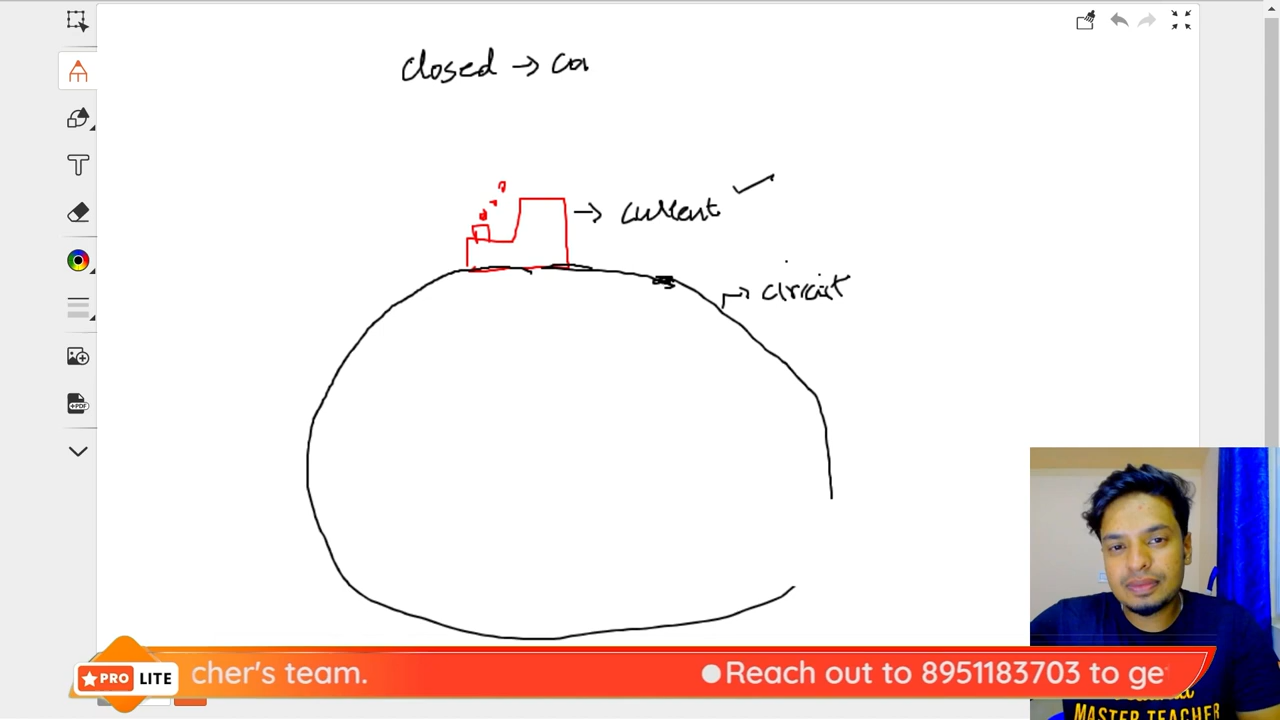 closed → co
→ current ✓
→ circuit
PRO LITE
cher's team. ●Reach out to 8951183703 to ge
MASTER TEACHER